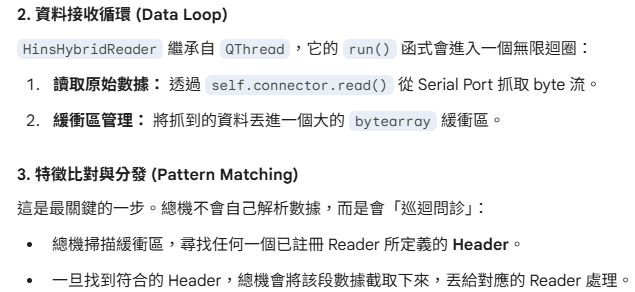 2. 資料接收循環 (Data Loop)
HinsHybridReader 繼承自 QThread，它的 run() 函式會進入一個無限迴圈：
1. 讀取原始數據： 透過 self.connector.read() 從 Serial Port 抓取 byte 流。
2. 緩衝區管理： 將抓到的資料丟進一個大的 bytearray 緩衝區。
3. 特徵比對與分發 (Pattern Matching)
這是最關鍵的一步。總機不會自己解析數據，而是會「巡迴問診」：
• 總機掃描緩衝區，尋找任何一個已註冊 Reader 所定義的 Header。
• 一旦找到符合的 Header，總機會將該段數據截取下來，丟給對應的 Reader 處理。